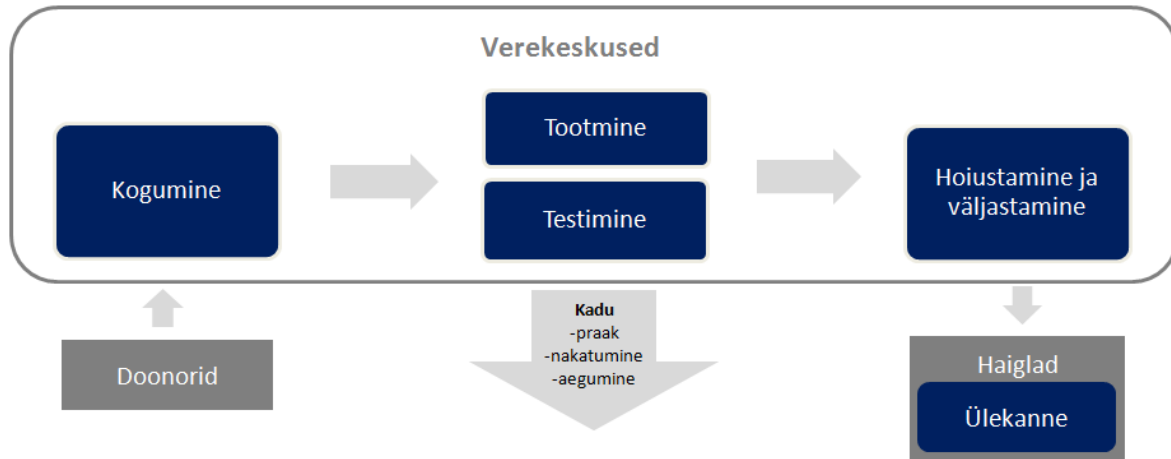 Verekeskused
Kogumine
Tootmine
Testimine
Hoiustamine ja
väljastamine
Doonorid
Kadu
-praak
-nakatumine
-aegumine
Haiglad
Ülekanne